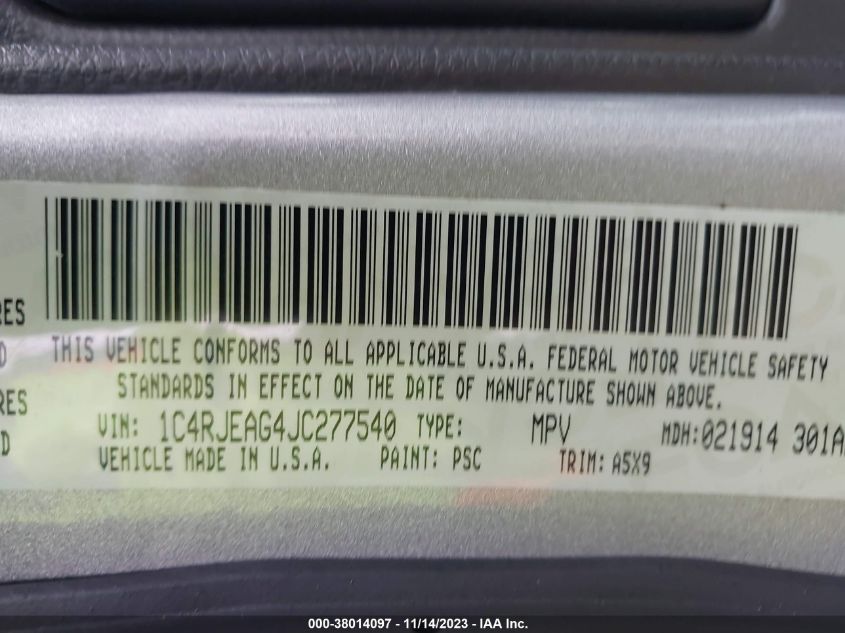 RES
THIS VEHICLE CONFORMS TO ALL APPLICABLE U.S.A. FEDERAL MOTOR VEHICLE SAFETY
STANDARDS IN EFFECT ON THE DATE OF MANUFACTURE SHOWN ABOVE.
RES
VIN: 1C4RJEAG4JC277540 TYPE: MPV MDH:021914 301A
D
VEHICLE MADE IN U.S.A. PAINT: PSC TRIM: A5X9
000-38014097 - 11/14/2023 - IAA Inc.